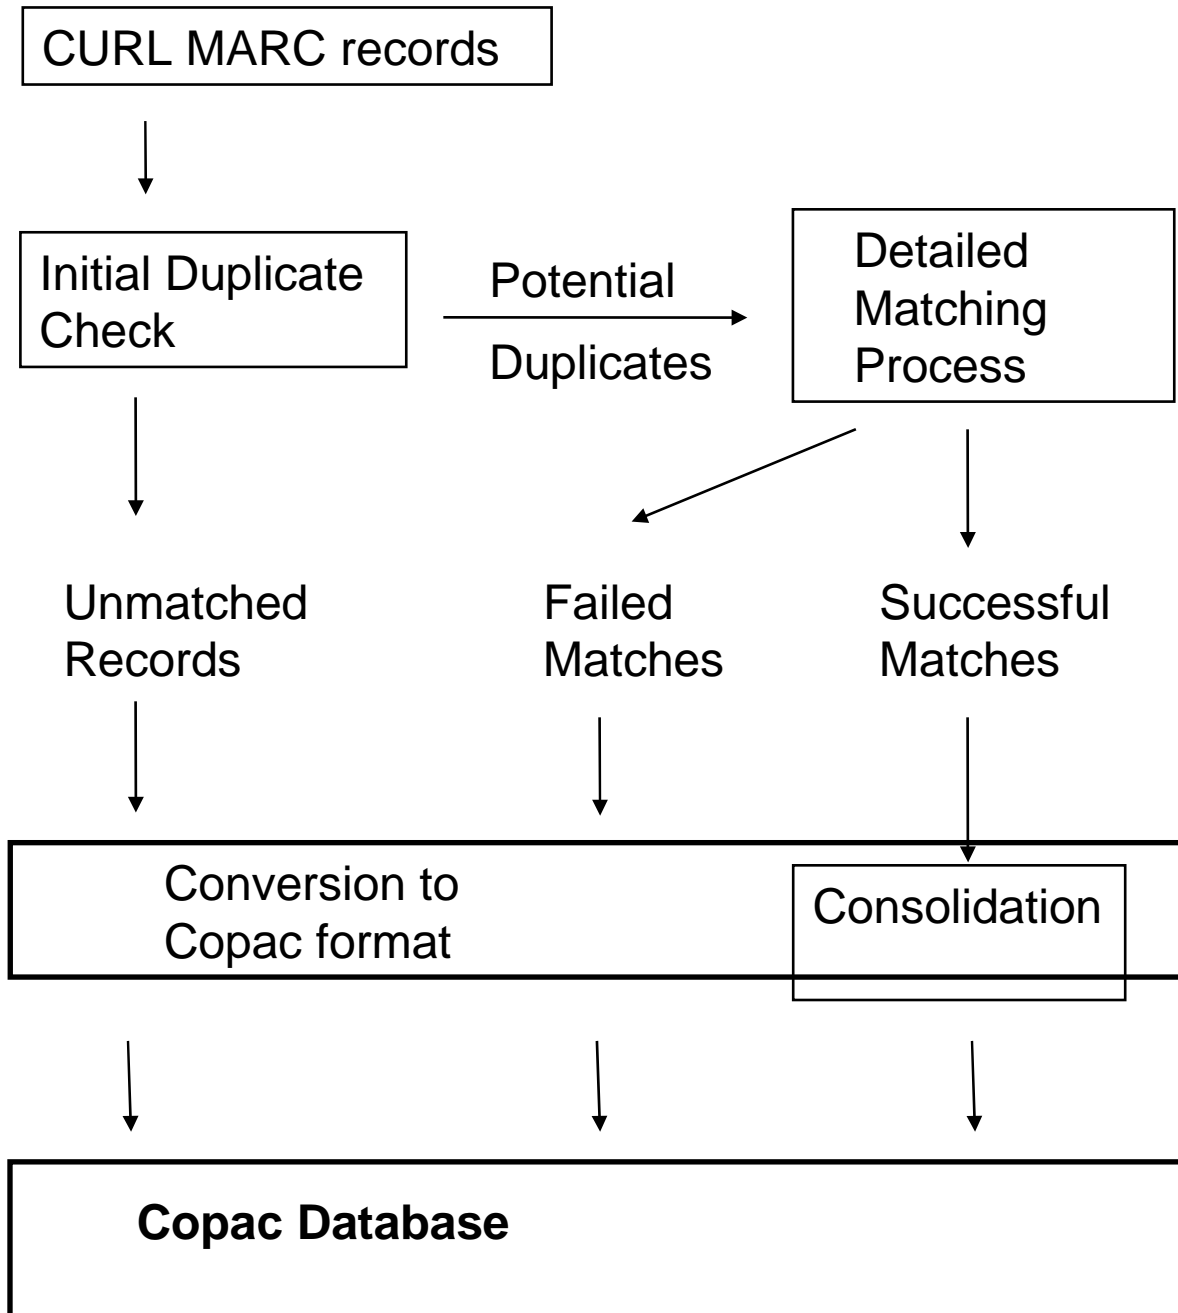 CURL MARC records
Initial Duplicate
Check
Potential
Duplicates
Detailed
Matching
Process
Unmatched
Records
Failed
Matches
Successful
Matches
Conversion to
Copac format
Consolidation
Copac Database